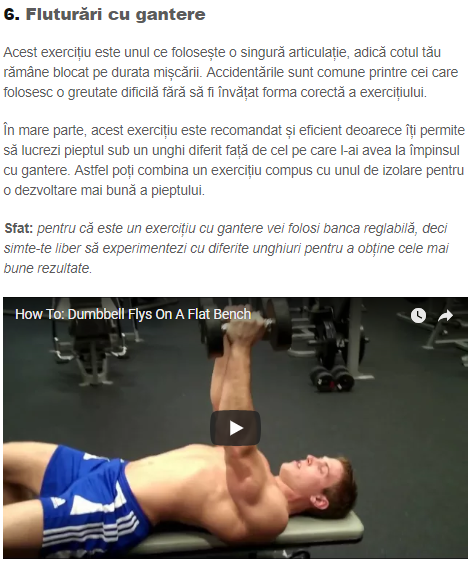 6. Fluturări cu gantere
Acest exercițiu este unul ce folosește o singură articulație, adică cotul tău
rămâne blocat pe durata mișcării. Accidentările sunt comune printre cei care
folosesc o greutate dificilă fără să fi învățat forma corectă a exercițiului.
În mare parte, acest exercițiu este recomandat și eficient deoarece îți permite
să lucrezi pieptul sub un unghi diferit față de cel pe care l-ai avea la împinsul
cu gantere. Astfel poți combina un exercițiu compus cu unul de izolare pentru
o dezvoltare mai bună a pieptului.
Sfat: pentru că este un exercițiu cu gantere vei folosi banca reglabilă, deci
simte-te liber să experimentezi cu diferite unghiuri pentru a obține cele mai
bune rezultate.
How To: Dumbbell Flys On A Flat Bench